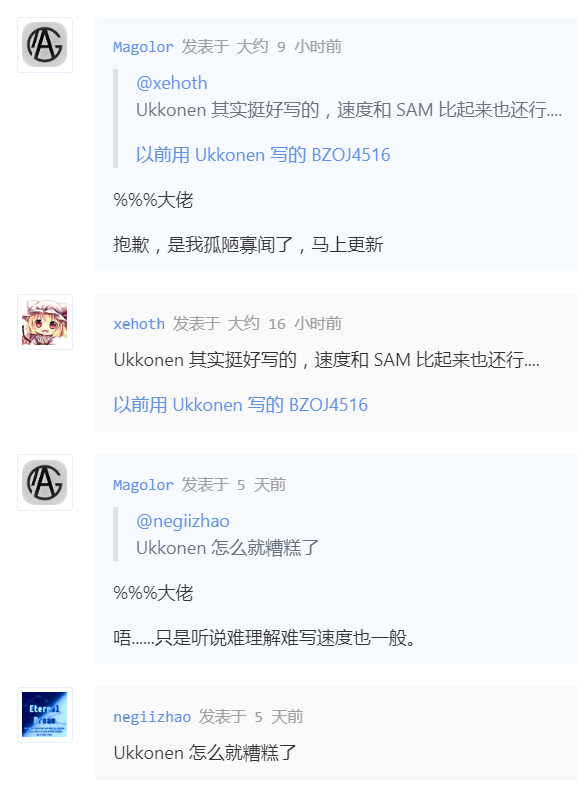 Magolor 发表于 大约 9 小时前
@xehoth
Ukkonen 其实挺好写的，速度和 SAM 比起来也还行....
以前用 Ukkonen 写的 BZOJ4516
%%%大佬
抱歉，是我孤陋寡闻了，马上更新
xehoth 发表于 大约 16 小时前
Ukkonen 其实挺好写的，速度和 SAM 比起来也还行....
以前用 Ukkonen 写的 BZOJ4516
Magolor 发表于 5 天前
@negiizhao
Ukkonen 怎么就糟糕了
%%%大佬
唔......只是听说难理解难写速度也一般。
Eternal
Dream
negiizhao 发表于 5 天前
Ukkonen 怎么就糟糕了